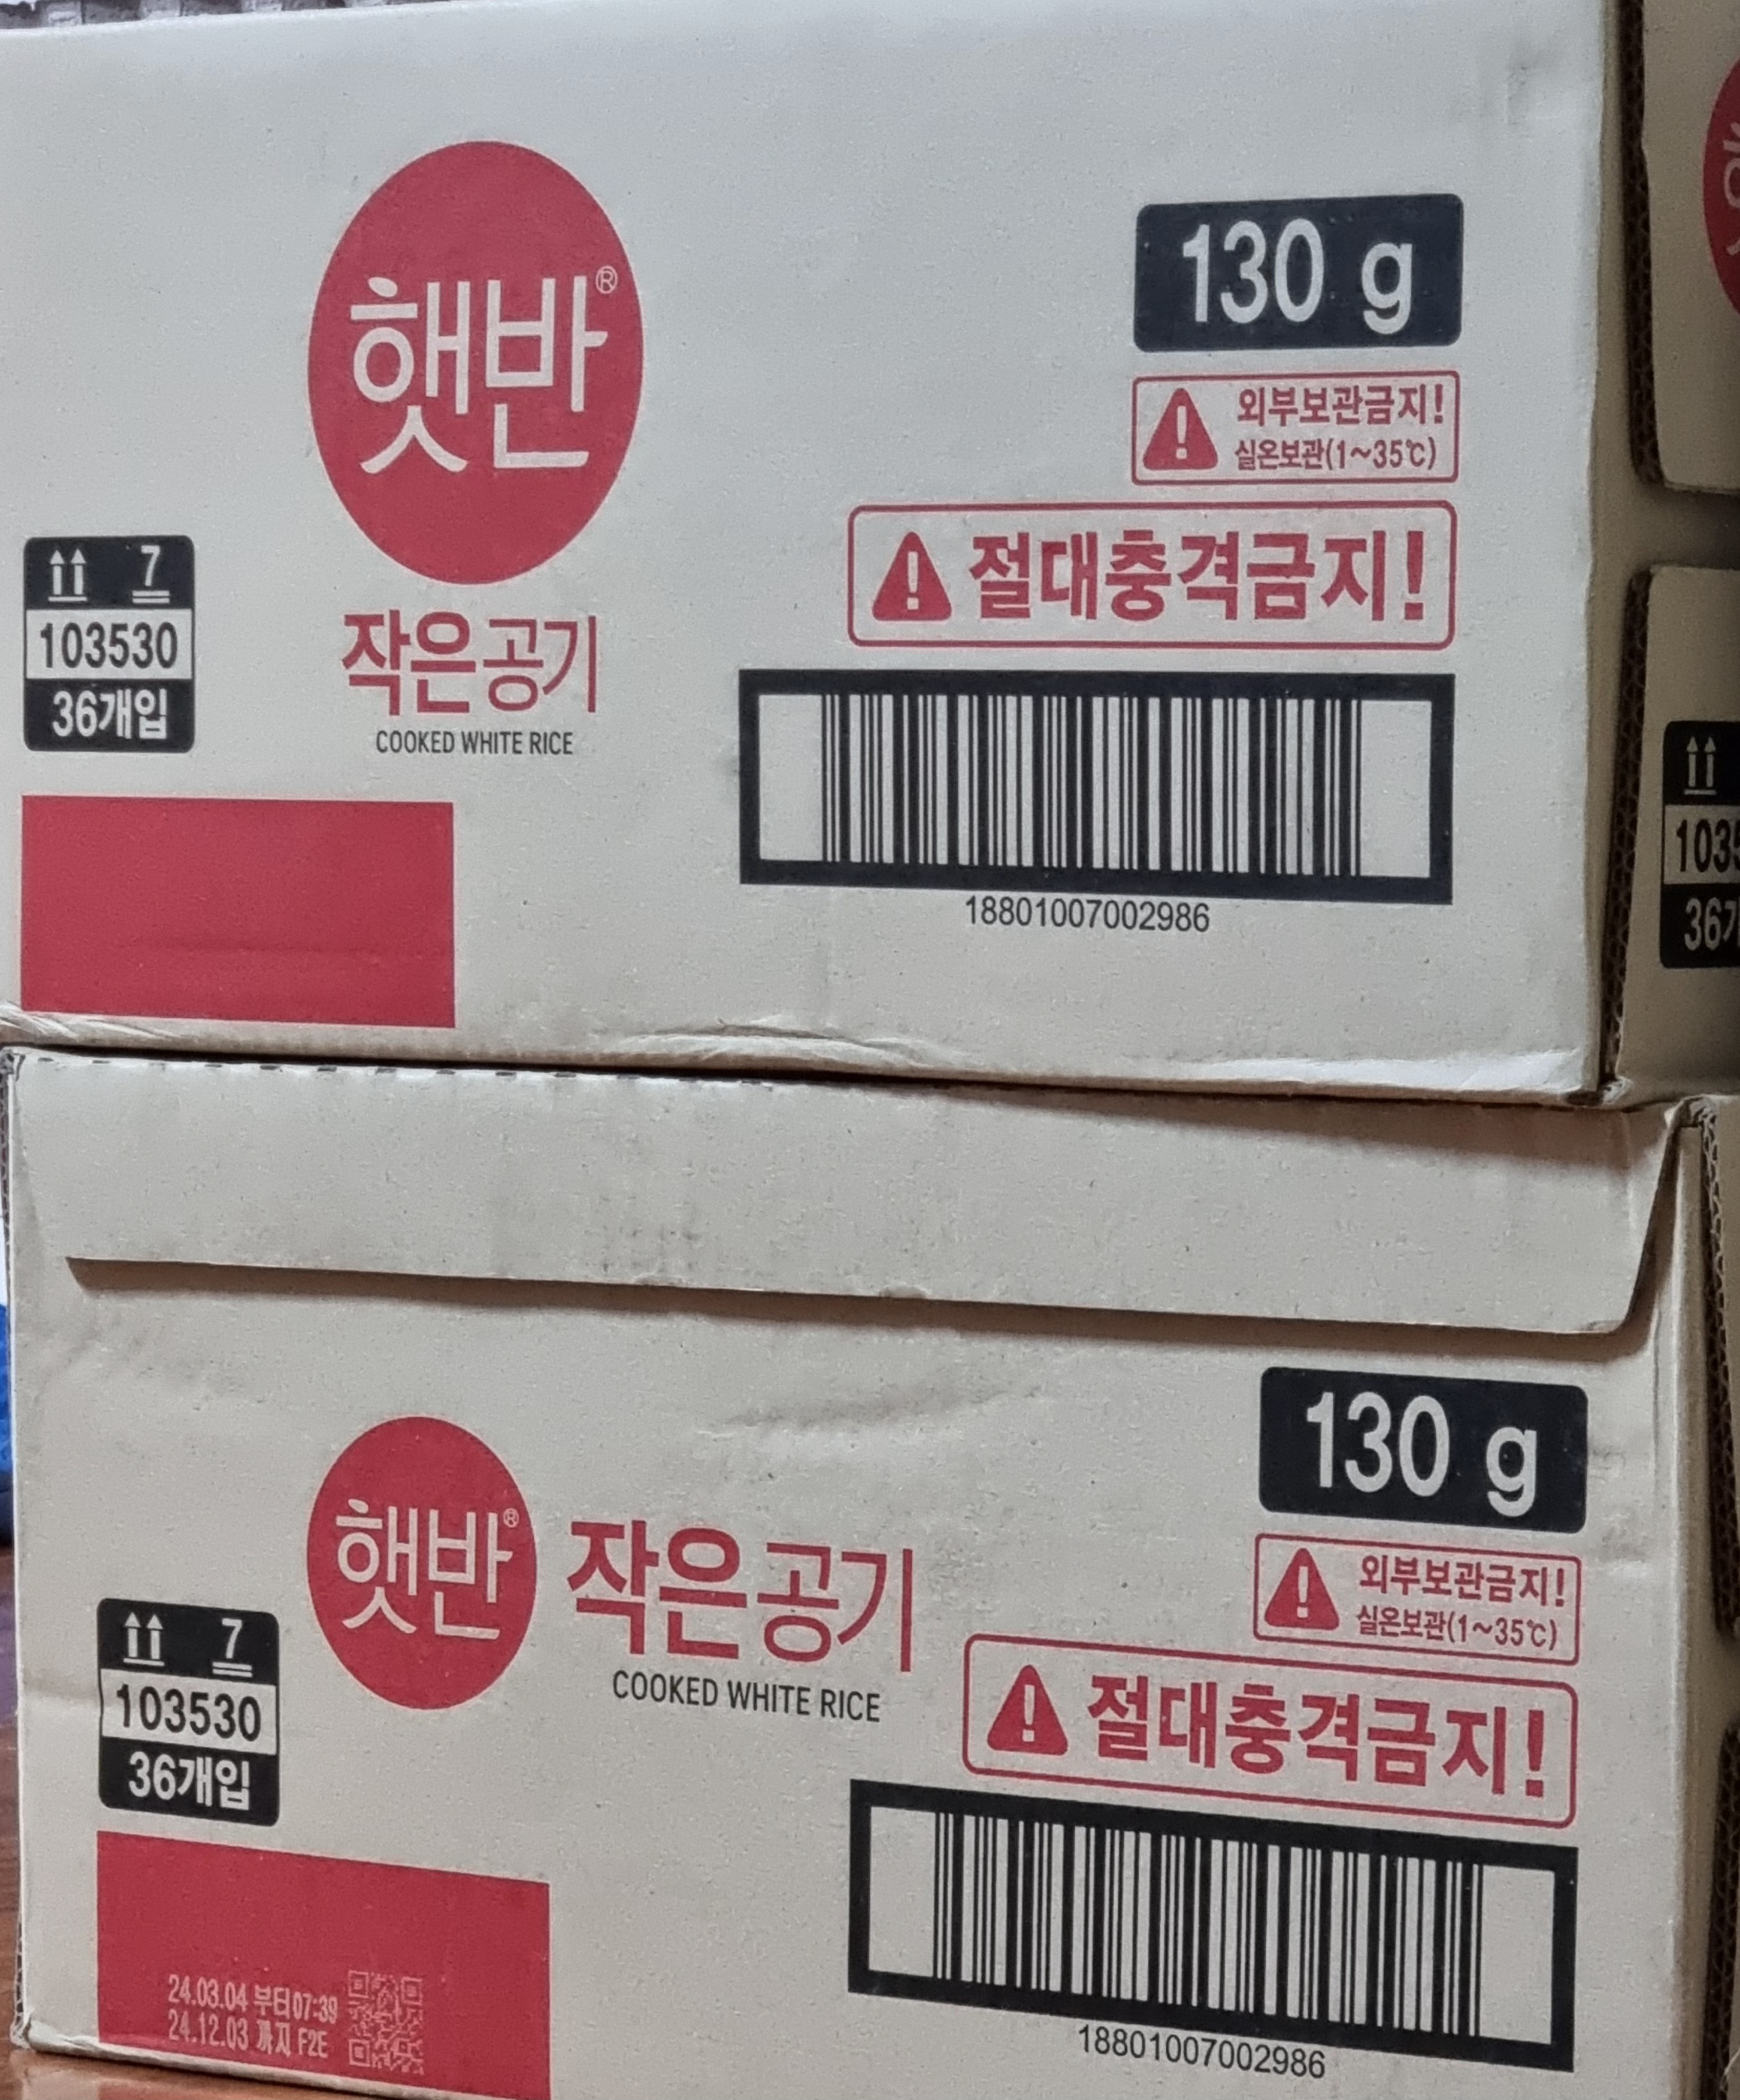 햇반®
작은공기
COOKED WHITE RICE
7
103530
36개입
130 g
외부보관금지!
실온보관(1~35℃)
절대충격금지!
18801007002986
햇반®
작은공기
COOKED WHITE RICE
7
103530
36개입
130 g
외부보관금지!
실온보관(1~35℃)
절대충격금지!
18801007002986
24.03.04 부터07:39
24.12.03 까지 F2E